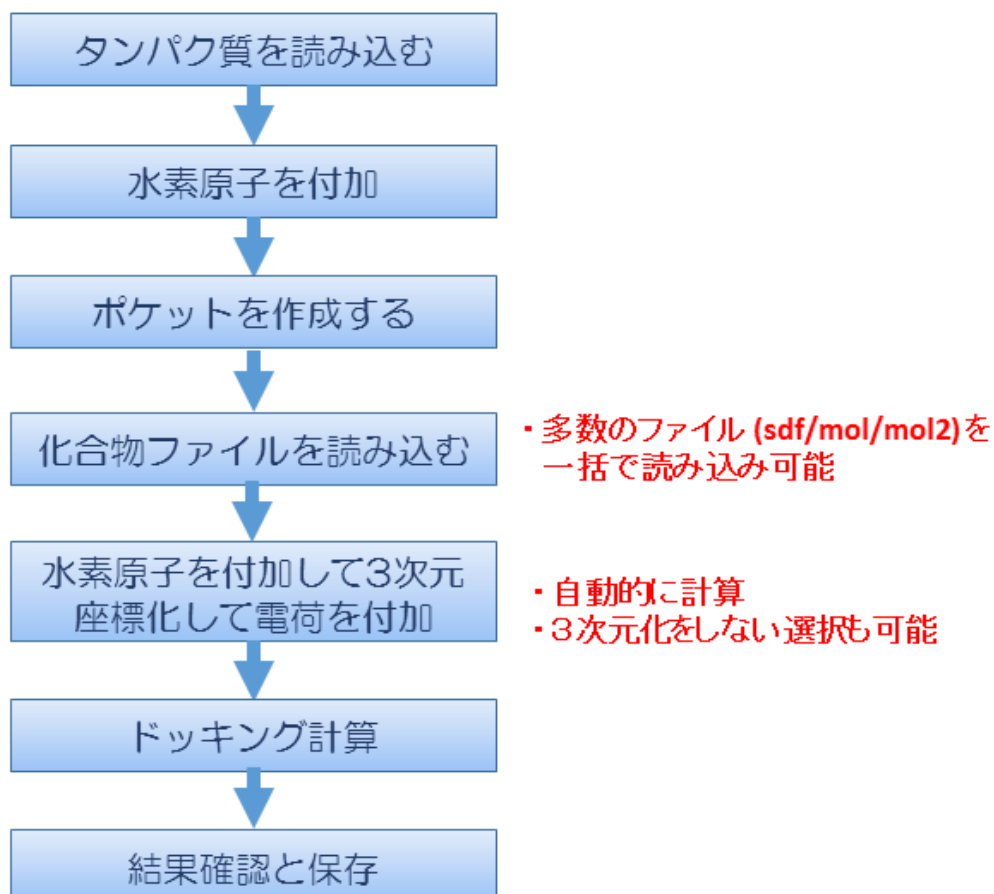 タンパク質を読み込む
水素原子を付加
ポケットを作成する
化合物ファイルを読み込む
・多数のファイル (sdf/mol/mol2)を
一括で読み込み可能
水素原子を付加して3次元
座標化して電荷を付加
・自動的に計算
・3次元化をしない選択も可能
ドッキング計算
結果確認と保存